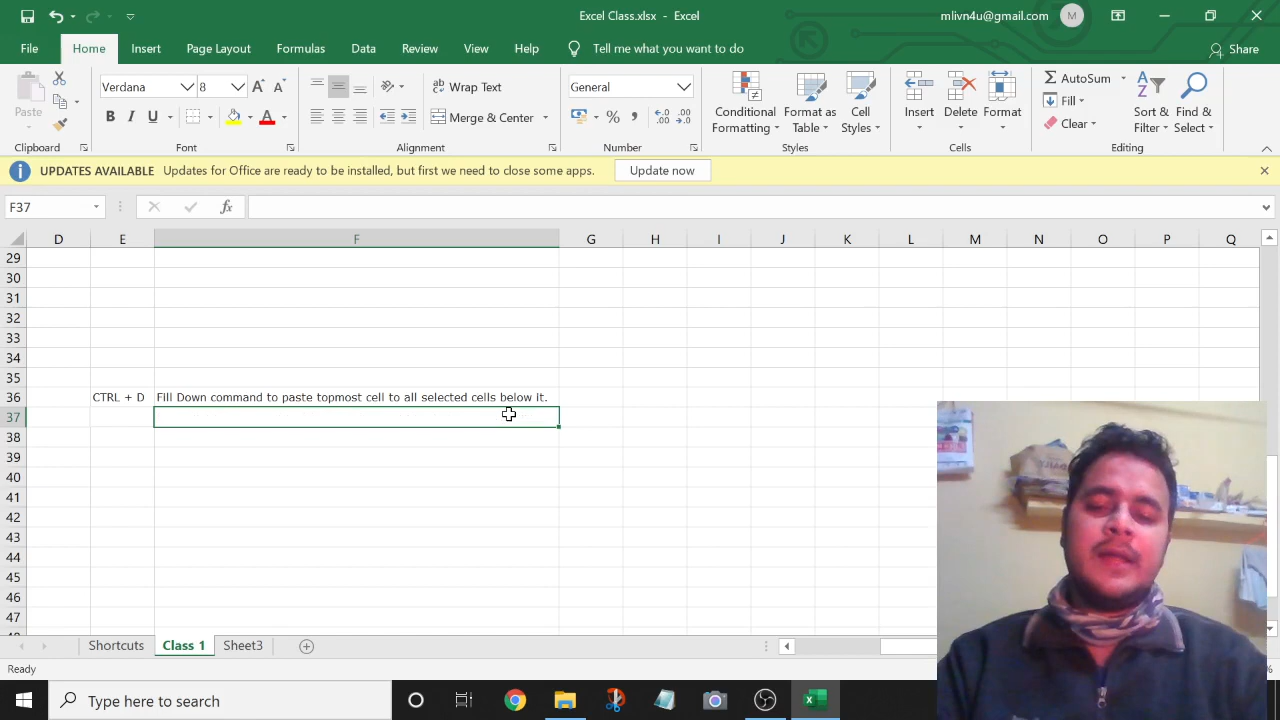 Excel Class.xlsx - Excel
mlivn4u@gmail.com
M
File
Home
Insert
Page Layout
Formulas
Data
Review
View
Help
Tell me what you want to do
Share
Paste
Verdana
8
B I U
Wrap Text
Merge & Center
General
Conditional
Formatting
Format as
Table
Cell
Styles
Insert
Delete
Format
AutoSum
Fill
Clear
Sort &
Filter
Find &
Select
Clipboard
Font
Alignment
Number
Styles
Cells
Editing
UPDATES AVAILABLE Updates for Office are ready to be installed, but first we need to close some apps.
Update now
F37
fx
D E F G H I J K L M N O P Q
29
30
31
32
33
34
35
36 CTRL + D Fill Down command to paste topmost cell to all selected cells below it.
37
38
39
40
41
42
43
44
45
46
47
Shortcuts
Class 1
Sheet3
Ready
%
Type here to search